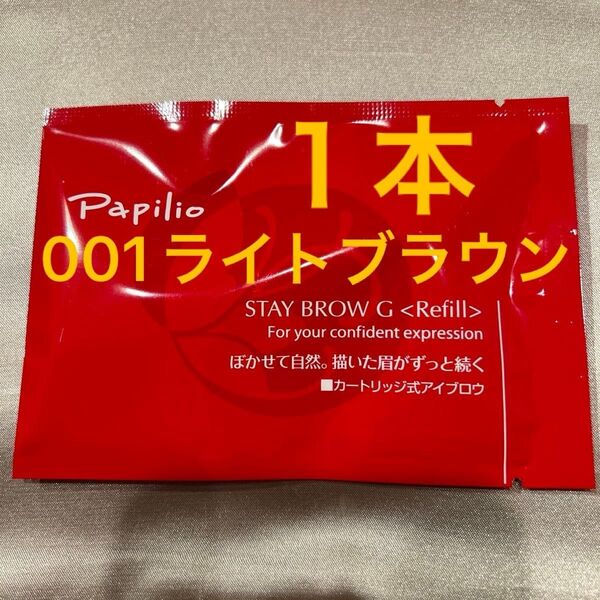 1本
Papilio
001ライトブラウン
STAY BROW G <Refill>
For your confident expression
ぼかせて自然。描いた眉がずっと続く
■カートリッジ式アイブロウ